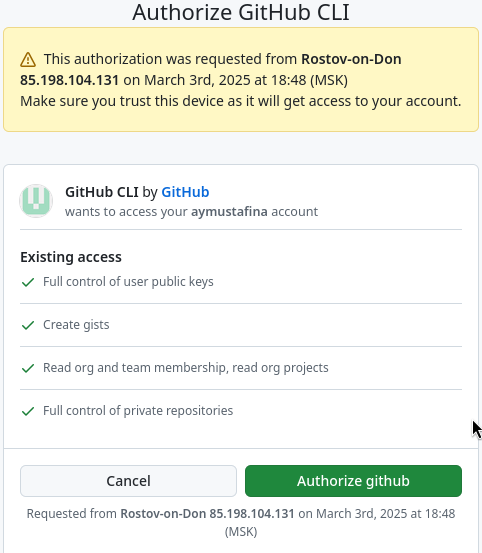 Authorize GitHub CLI
This authorization was requested from Rostov-on-Don
85.198.104.131 on March 3rd, 2025 at 18:48 (MSK)
Make sure you trust this device as it will get access to your account.
GitHub CLI by GitHub
wants to access your aymustafina account
Existing access
Full control of user public keys
Create gists
Read org and team membership, read org projects
Full control of private repositories
Cancel
Authorize github
Requested from Rostov-on-Don 85.198.104.131 on March 3rd, 2025 at 18:48
(MSK)